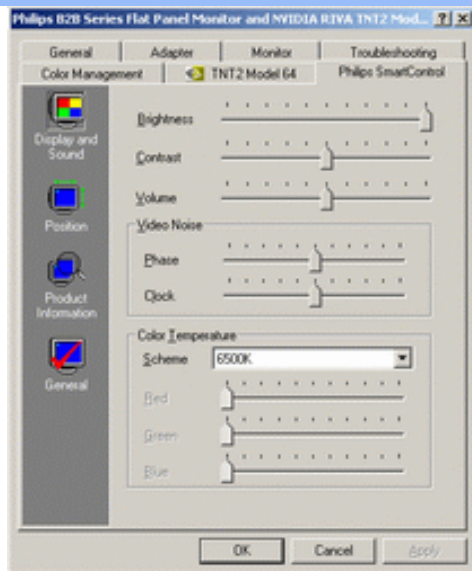 Philips B2B Series Flat Panel Monitor and NVIDIA RIVA TNT2 Mod...
General Adapter Monitor Troubleshooting
Color Management TNT2 Model 64 Philips SmartControl
Display and
Sound
Position
Product
Information
General
Brightness
Contrast
Volume
Video Noise
Phase
Clock
Color Temperature
Scheme 6500K
Red
Green
Blue
OK Cancel Apply